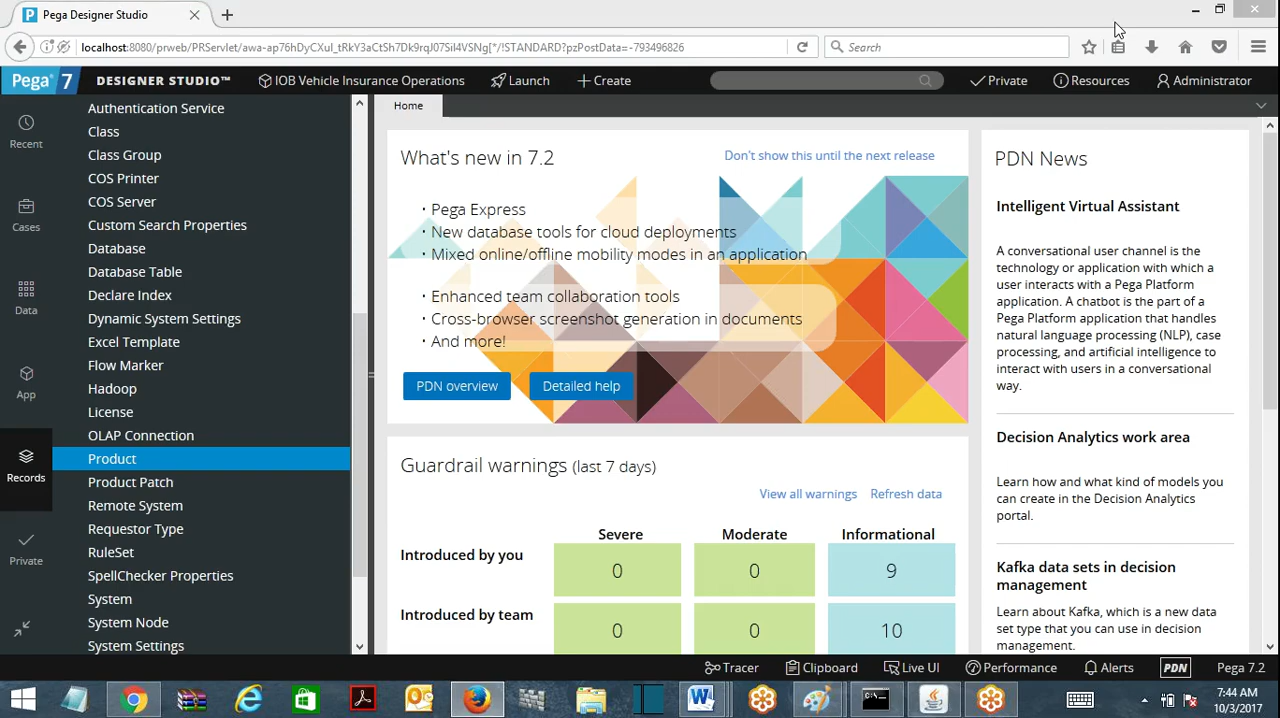 Pega Designer Studio
localhost:8080/prweb/PRServlet/awa-ap76hDyCXul_tRkY3aCtSh7Dk9rqJ07Sil4VSNg[*/!STANDARD?pzPostData=-793496826
Search
Pega 7 DESIGNER STUDIO™ IOB Vehicle Insurance Operations Launch Create Private Resources Administrator
Recent
Cases
Data
App
Records
Private
Authentication Service
Class
Class Group
COS Printer
COS Server
Custom Search Properties
Database
Database Table
Declare Index
Dynamic System Settings
Excel Template
Flow Marker
Hadoop
License
OLAP Connection
Product
Product Patch
Remote System
Requestor Type
RuleSet
SpellChecker Properties
System
System Node
System Settings
Home
What's new in 7.2
Don't show this until the next release
· Pega Express
· New database tools for cloud deployments
· Mixed online/offline mobility modes in an application
· Enhanced team collaboration tools
· Cross-browser screenshot generation in documents
· And more!
PDN overview
Detailed help
Guardrail warnings (last 7 days)
View all warnings Refresh data
Severe Moderate Informational
Introduced by you 0 0 9
Introduced by team 0 0 10
PDN News
Intelligent Virtual Assistant
A conversational user channel is the
technology or application with which a
user interacts with a Pega Platform
application. A chatbot is the part of a
Pega Platform application that handles
natural language processing (NLP), case
processing, and artificial intelligence to
interact with users in a conversational
way.
Decision Analytics work area
Learn how and what kind of models you
can create in the Decision Analytics
portal.
Kafka data sets in decision
management
Learn about Kafka, which is a new data
set type that you can use in decision
management.
Tracer Clipboard Live UI Performance Alerts PDN Pega 7.2
7:44 AM
10/3/2017